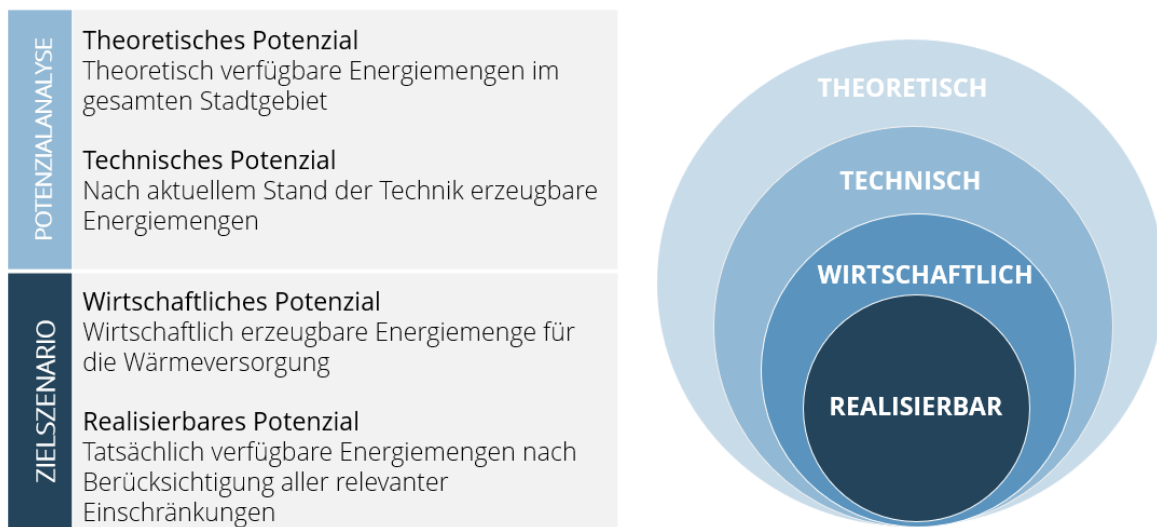 POTENZIALANALYSE
Theoretisches Potenzial
Theoretisch verfügbare Energiemengen im
gesamten Stadtgebiet
Technisches Potenzial
Nach aktuellem Stand der Technik erzeugbare
Energiemengen
ZIELSZENARIO
Wirtschaftliches Potenzial
Wirtschaftlich erzeugbare Energiemenge für
die Wärmeversorgung
Realisierbares Potenzial
Tatsächlich verfügbare Energiemengen nach
Berücksichtigung aller relevanter
Einschränkungen
THEORETISCH
TECHNISCH
WIRTSCHAFTLICH
REALISIERBAR